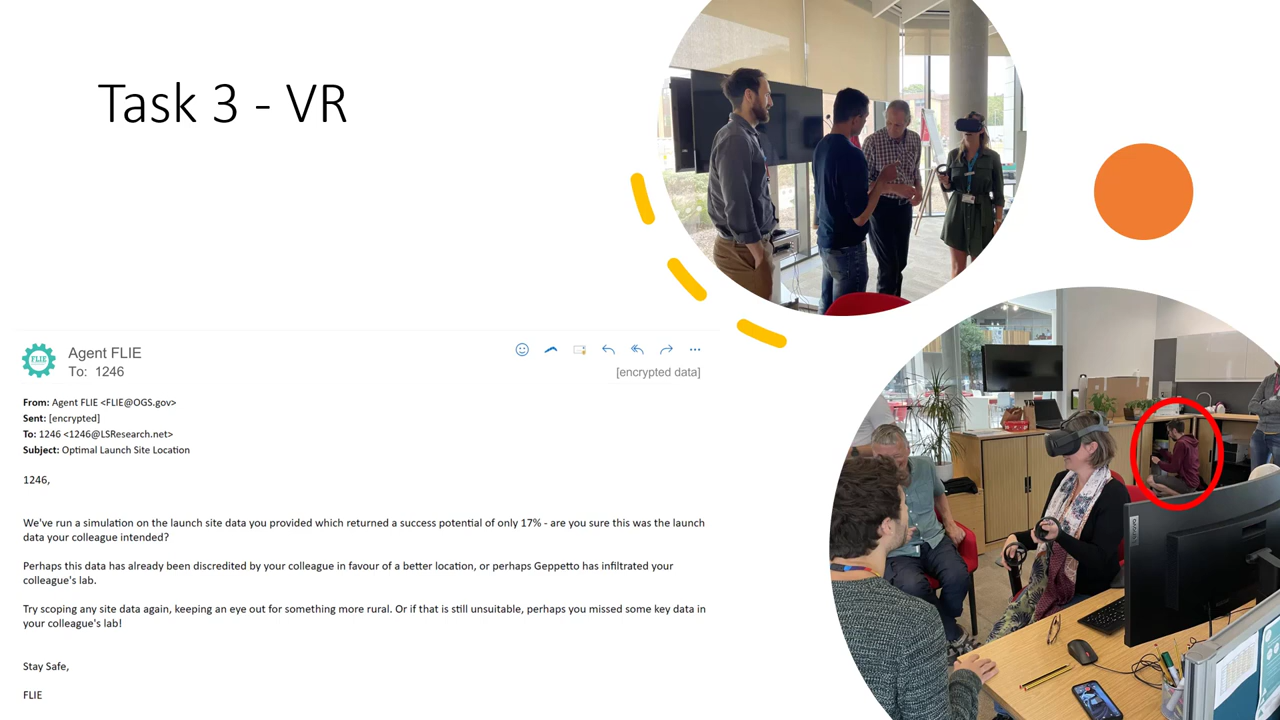 Task 3 - VR
FLIE
Agent FLIE
To: 1246
[encrypted data]
From: Agent FLIE <FLIE@OGS.gov>
Sent: [encrypted]
To: 1246 <1246@LSResearch.net>
Subject: Optimal Launch Site Location
1246,
We've run a simulation on the launch site data you provided which returned a success potential of only 17% - are you sure this was the launch
data your colleague intended?
Perhaps this data has already been discredited by your colleague in favour of a better location, or perhaps Geppetto has infiltrated your
colleague's lab.
Try scoping any site data again, keeping an eye out for something more rural. Or if that is still unsuitable, perhaps you missed some key data in
your colleague's lab!
Stay Safe,
FLIE